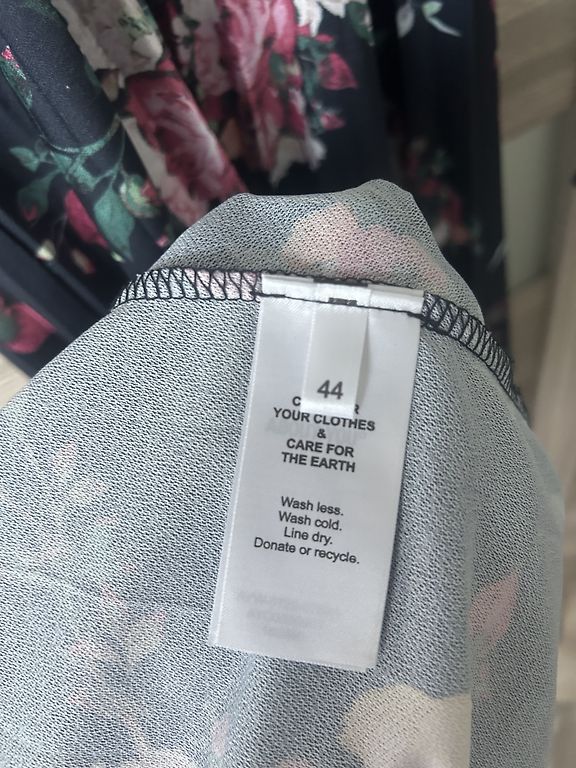 44
YOUR CLOTHES
&
CARE FOR
THE EARTH
Wash less.
Wash cold.
Line dry.
Donate or recycle.